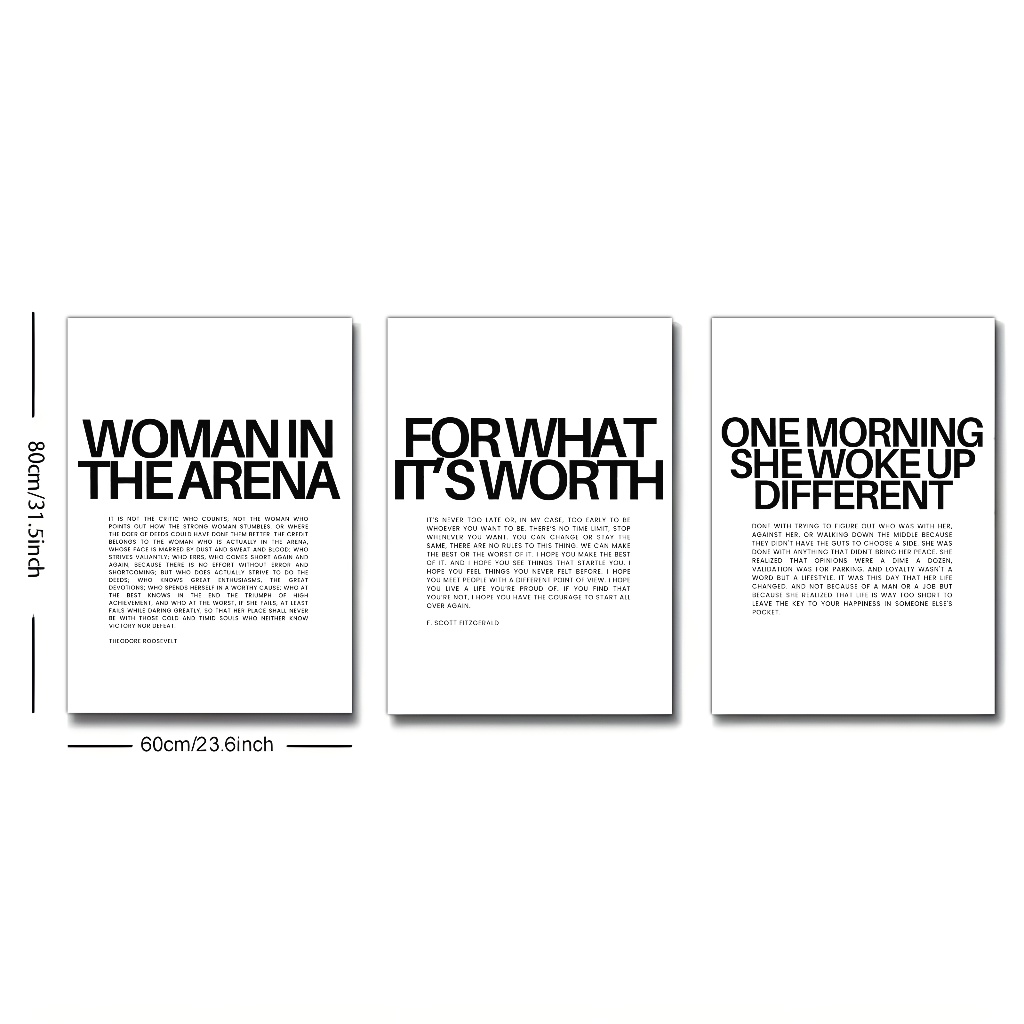 80cm/31.5inch
WOMAN IN
THE ARENA
IT IS NOT THE CRITIC WHO COUNTS; NOT THE WOMAN WHO
POINTS OUT HOW THE STRONG WOMAN STUMBLES, OR WHERE
THE DOER OF DEEDS COULD HAVE DONE THEM BETTER. THE CREDIT
BELONGS TO THE WOMAN WHO IS ACTUALLY IN THE ARENA,
WHOSE FACE IS MARRED BY DUST AND SWEAT AND BLOOD; WHO
STRIVES VALIANTLY; WHO ERRS, WHO COMES SHORT AGAIN AND
AGAIN, BECAUSE THERE IS NO EFFORT WITHOUT ERROR AND
SHORTCOMING; BUT WHO DOES ACTUALLY STRIVE TO DO THE
DEEDS; WHO KNOWS GREAT ENTHUSIASMS, THE GREAT
DEVOTIONS; WHO SPENDS HERSELF IN A WORTHY CAUSE; WHO AT
THE BEST KNOWS IN THE END THE TRIUMPH OF HIGH
ACHIEVEMENT, AND WHO AT THE WORST, IF SHE FAILS, AT LEAST
FAILS WHILE DARING GREATLY, SO THAT HER PLACE SHALL NEVER
BE WITH THOSE COLD AND TIMID SOULS WHO NEITHER KNOW
VICTORY NOR DEFEAT.
THEODORE ROOSEVELT
60cm/23.6inch
FOR WHAT
IT'S WORTH
IT'S NEVER TOO LATE OR, IN MY CASE, TOO EARLY TO BE
WHOEVER YOU WANT TO BE. THERE'S NO TIME LIMIT, STOP
WHENEVER YOU WANT. YOU CAN CHANGE OR STAY THE
SAME, THERE ARE NO RULES TO THIS THING. WE CAN MAKE
THE BEST OR THE WORST OF IT. I HOPE YOU MAKE THE BEST
OF IT. AND I HOPE YOU SEE THINGS THAT STARTLE YOU. I
HOPE YOU FEEL THINGS YOU NEVER FELT BEFORE. I HOPE
YOU MEET PEOPLE WITH A DIFFERENT POINT OF VIEW. I HOPE
YOU LIVE A LIFE YOU'RE PROUD OF. IF YOU FIND THAT
YOU'RE NOT, I HOPE YOU HAVE THE COURAGE TO START ALL
OVER AGAIN.
F. SCOTT FITZGERALD
ONE MORNING
SHE WOKE UP
DIFFERENT
DONE WITH TRYING TO FIGURE OUT WHO WAS WITH HER,
AGAINST HER, OR WALKING DOWN THE MIDDLE BECAUSE
THEY DIDN'T HAVE THE GUTS TO CHOOSE A SIDE. SHE WAS
DONE WITH ANYTHING THAT DIDN'T BRING HER PEACE. SHE
REALIZED THAT OPINIONS WERE A DIME A DOZEN,
VALIDATION WAS FOR PARKING, AND LOYALTY WASN'T A
WORD BUT A LIFESTYLE. IT WAS THIS DAY THAT HER LIFE
CHANGED. AND NOT BECAUSE OF A MAN OR A JOB BUT
BECAUSE SHE REALIZED THAT LIFE IS WAY TOO SHORT TO
LEAVE THE KEY TO YOUR HAPPINESS IN SOMEONE ELSE'S
POCKET.